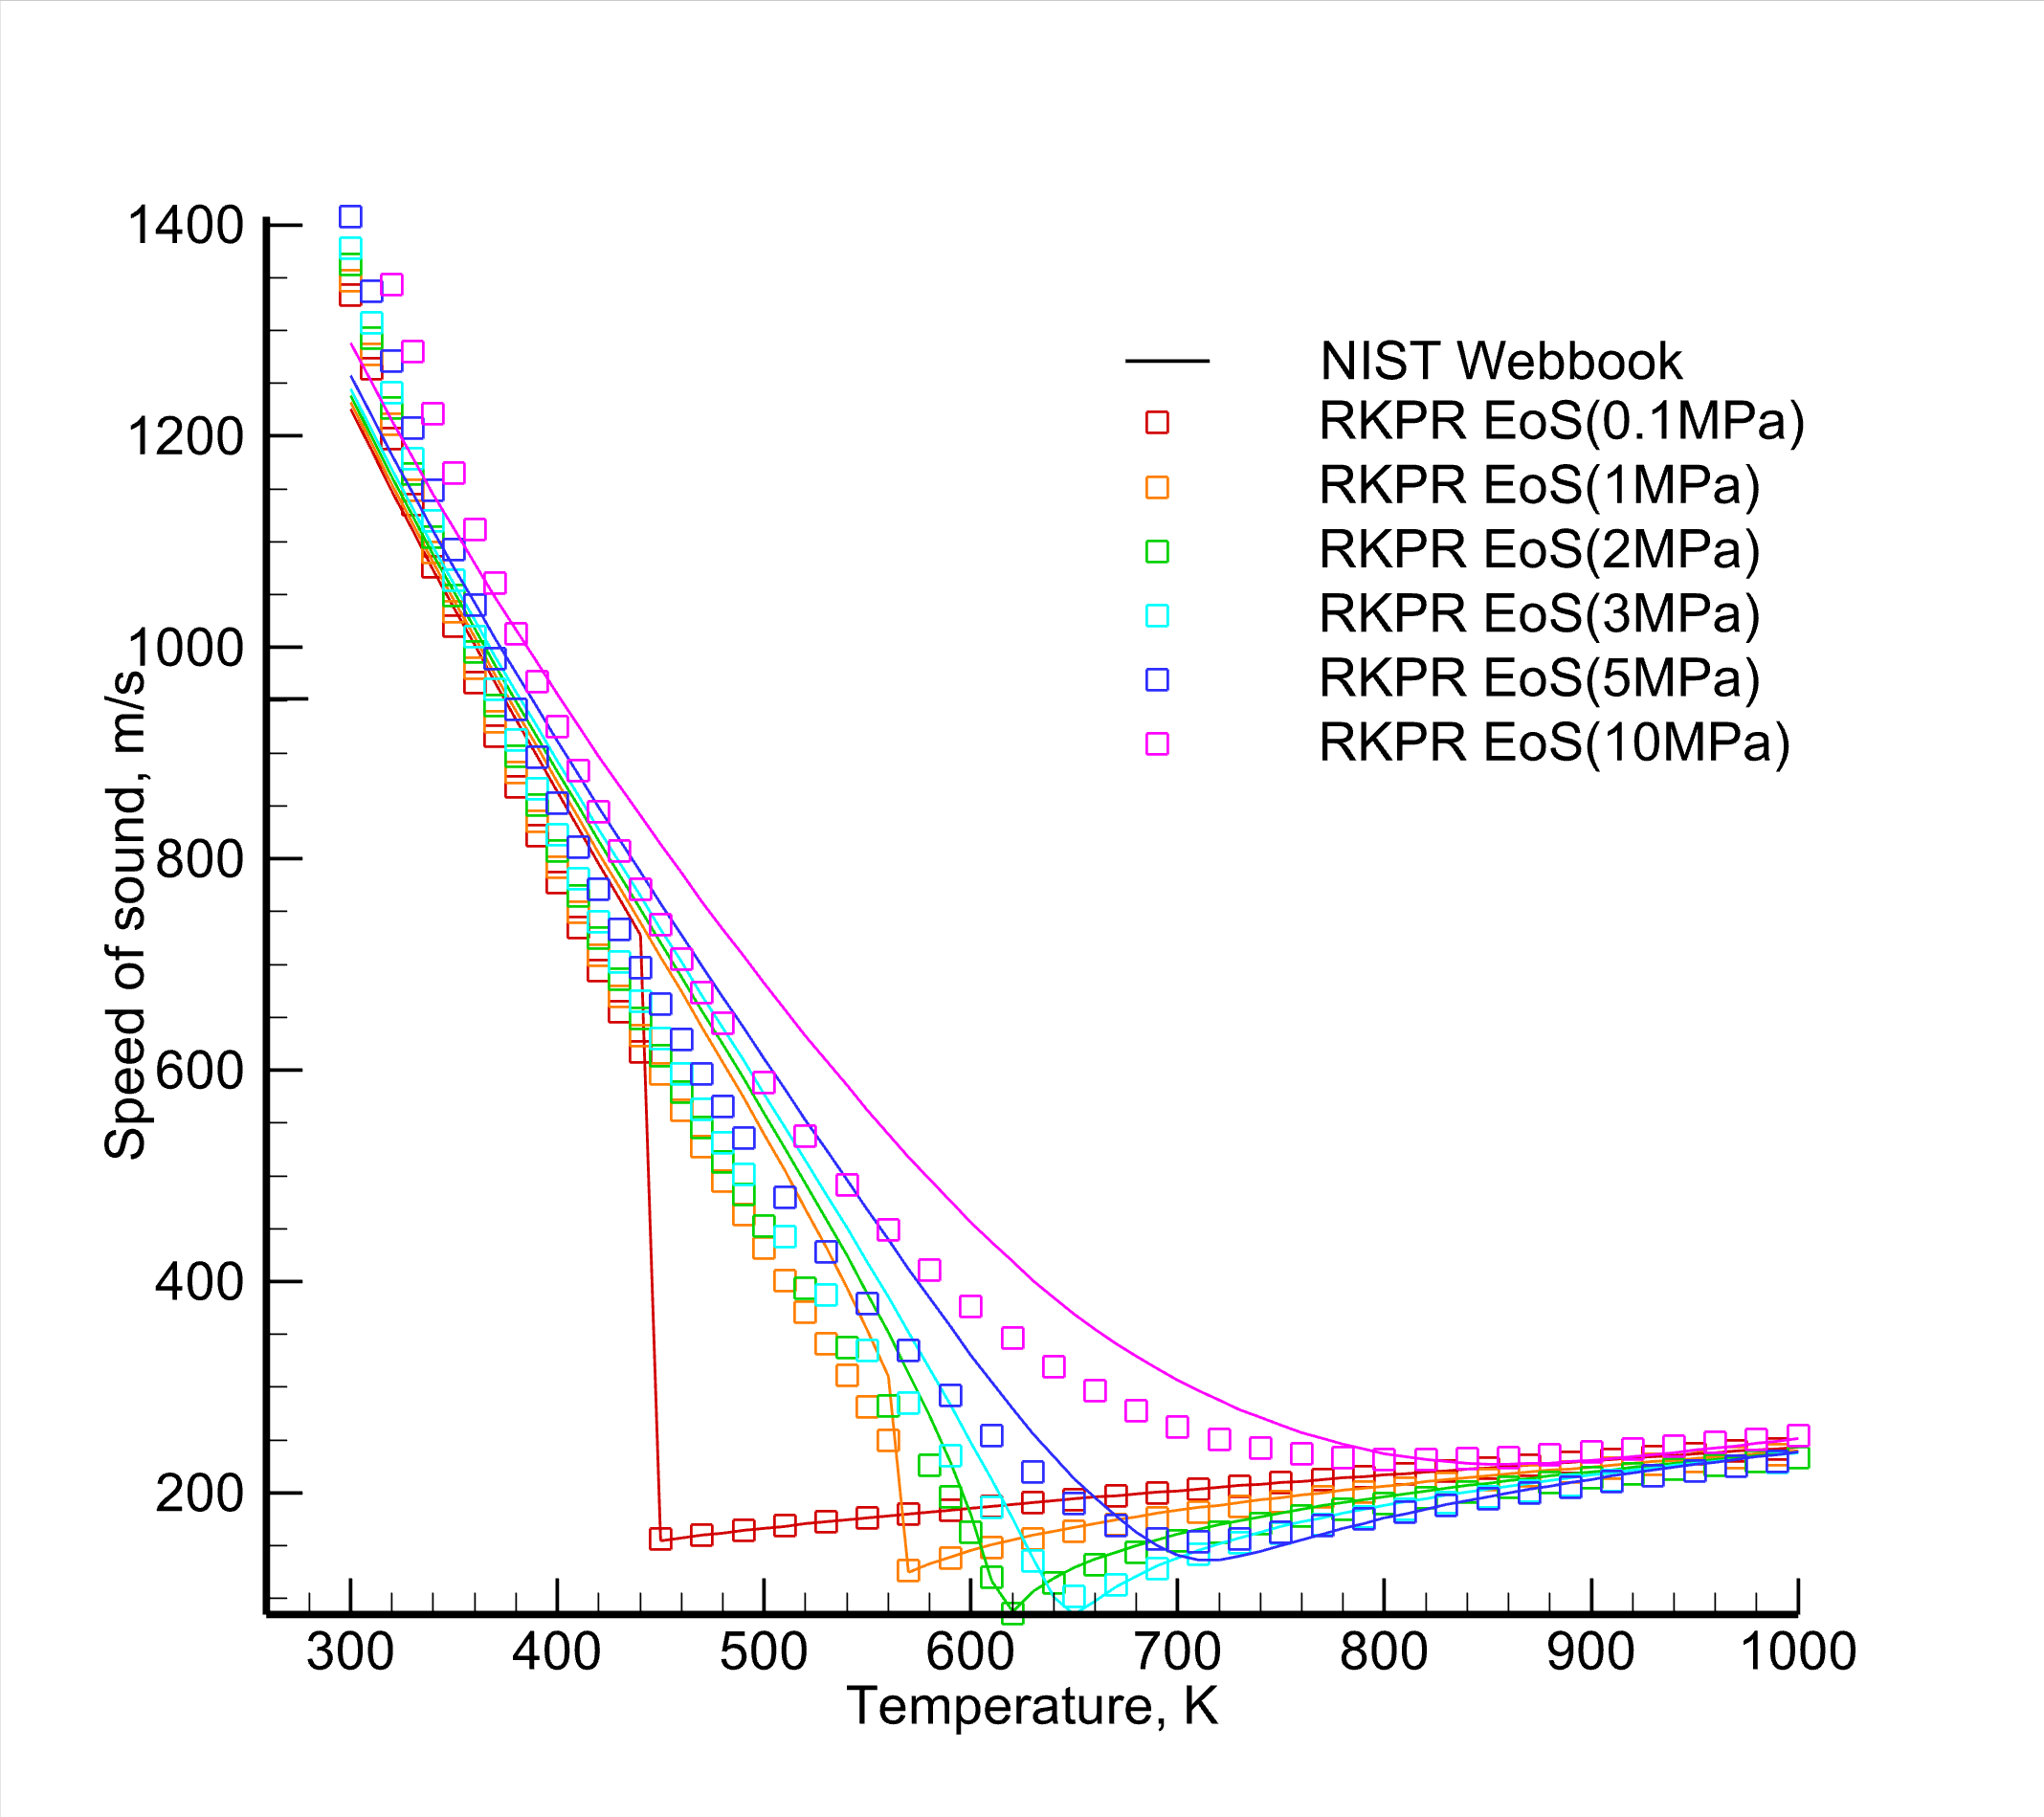 1400
1200
1000
800
600
400
200
Speed of sound, m/s
NIST Webbook
RKPR EoS(0.1MPa)
RKPR EoS(1MPa)
RKPR EoS(2MPa)
RKPR EoS(3MPa)
RKPR EoS(5MPa)
RKPR EoS(10MPa)
300 400 500 600 700 800 900 1000
Temperature, K